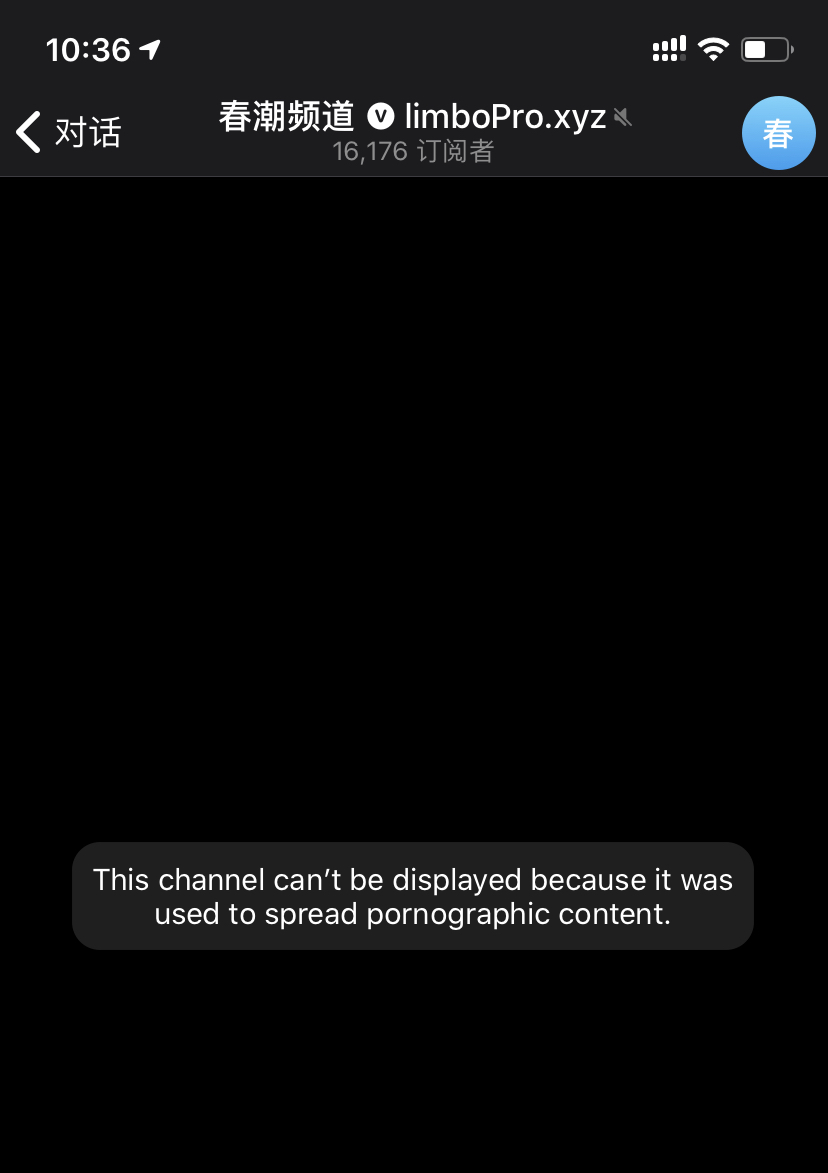 10:36
对话
春潮频道 V limboPro.xyz
16,176 订阅者
春
This channel can’t be displayed because it was
used to spread pornographic content.